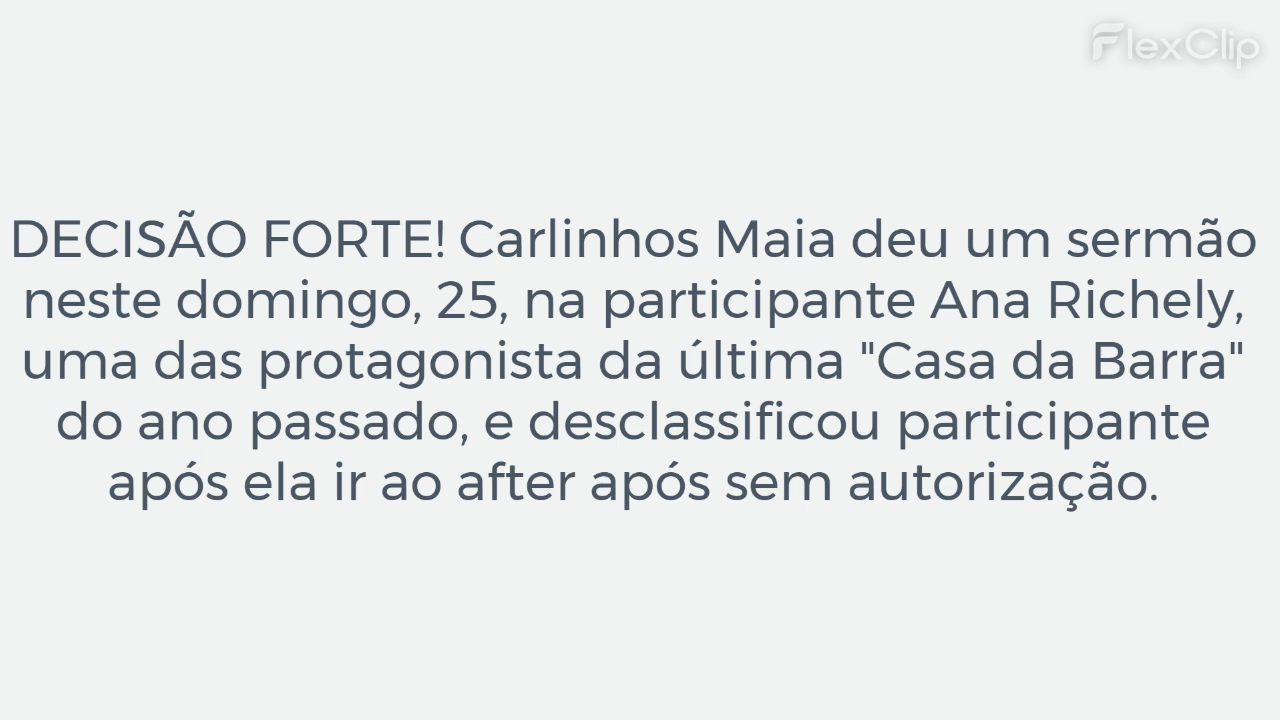 FlexClip
DECISÃO FORTE! Carlinhos Maia deu um sermão
neste domingo, 25, na participante Ana Richely,
uma das protagonista da última "Casa da Barra"
do ano passado, e desclassificou participante
após ela ir ao after após sem autorização.